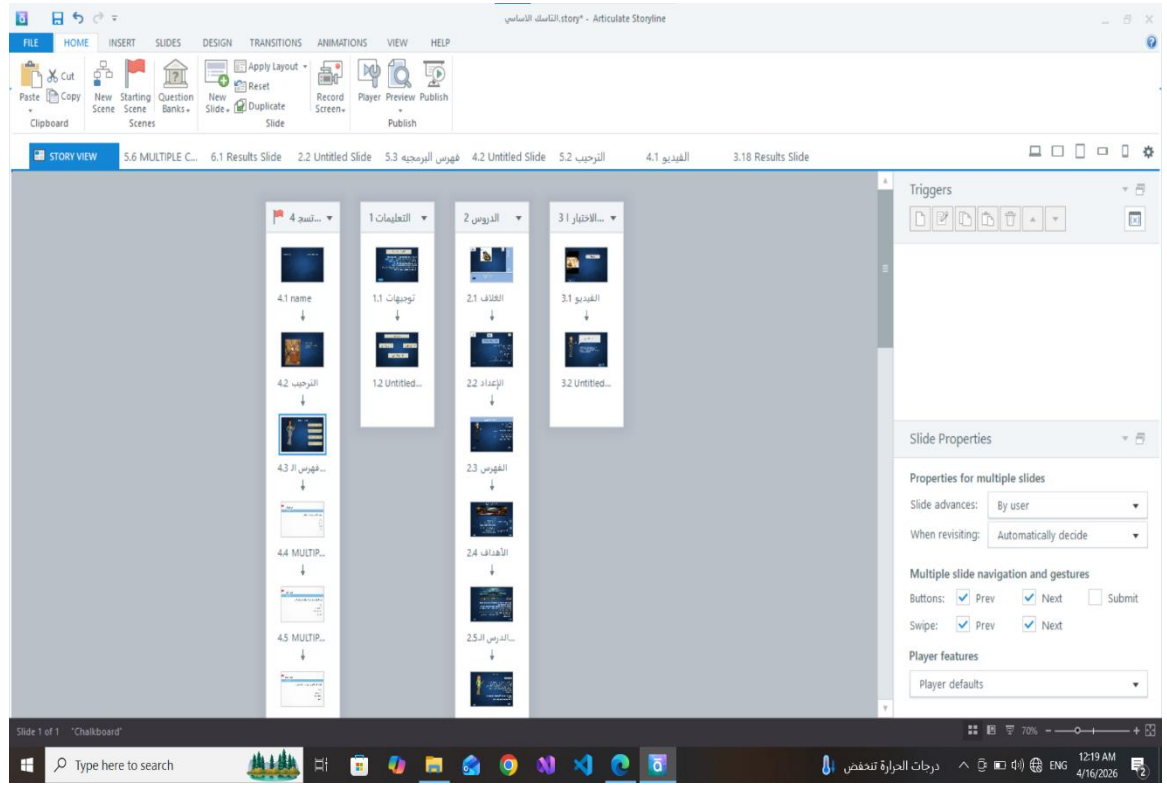 التاسك الاساسي.story* - Articulate Storyline
FILE HOME INSERT SLIDES DESIGN TRANSITIONS ANIMATIONS VIEW HELP
Paste
Cut
Copy
Clipboard
New Scene
Starting Scene
Question Banks
Scenes
New Slide
Apply Layout
Reset
Duplicate
Slide
Record Screen
Player
Preview
Publish
Publish
STORY VIEW
5.6 MULTIPLE C...
6.1 Results Slide
2.2 Untitled Slide
5.3 فهرس البرمجيه
4.2 Untitled Slide
5.2 الترحيب
4.1 الفيديو
3.18 Results Slide
4 تسج...
4.1 name
4.2 الترحيب
4.3 فهرس ال...
4.4 MULTIP...
4.5 MULTIP...
1 التعليمات
1.1 توجيهات
1.2 Untitled...
2 الدروس
2.1 الغلاف
2.2 الإعداد
2.3 الفهرس
2.4 الأهداف
2.5 الدرس ال...
3 الاختبار ا...
3.1 الفيديو
3.2 Untitled...
Triggers
Slide Properties
Properties for multiple slides
Slide advances: By user
When revisiting: Automatically decide
Multiple slide navigation and gestures
Buttons: Prev Next Submit
Swipe: Prev Next
Player features
Player defaults
Slide 1 of 1 "Chalkboard"
70%
Type here to search
درجات الحرارة تنخفض
ENG
12:19 AM
4/16/2026
2